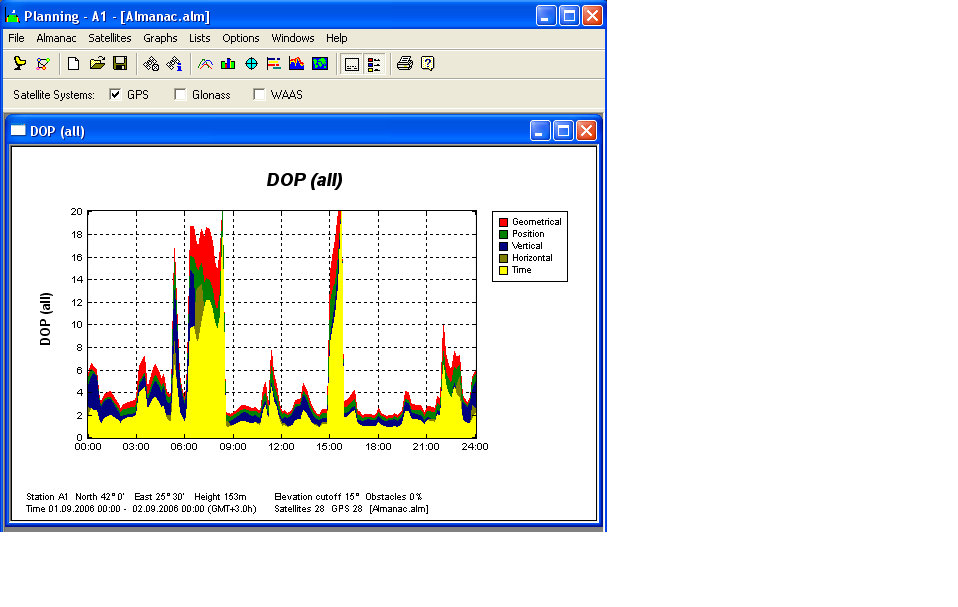 Planning - A1 - [Almanac.alm]
File Almanac Satellites Graphs Lists Options Windows Help
Satellite Systems: GPS Glonass WAAS
DOP (all)
DOP (all)
DOP (all)
20
18
16
14
12
10
8
6
4
2
0
00:00 03:00 06:00 09:00 12:00 15:00 18:00 21:00 24:00
Geometrical
Position
Vertical
Horizontal
Time
Station A1 North 42° 0' East 25° 30' Height 153m Elevation cutoff 15° Obstacles 0%
Time 01.09.2006 00:00 - 02.09.2006 00:00 (GMT+3.0h) Satellites 28 GPS 28 [Almanac.alm]